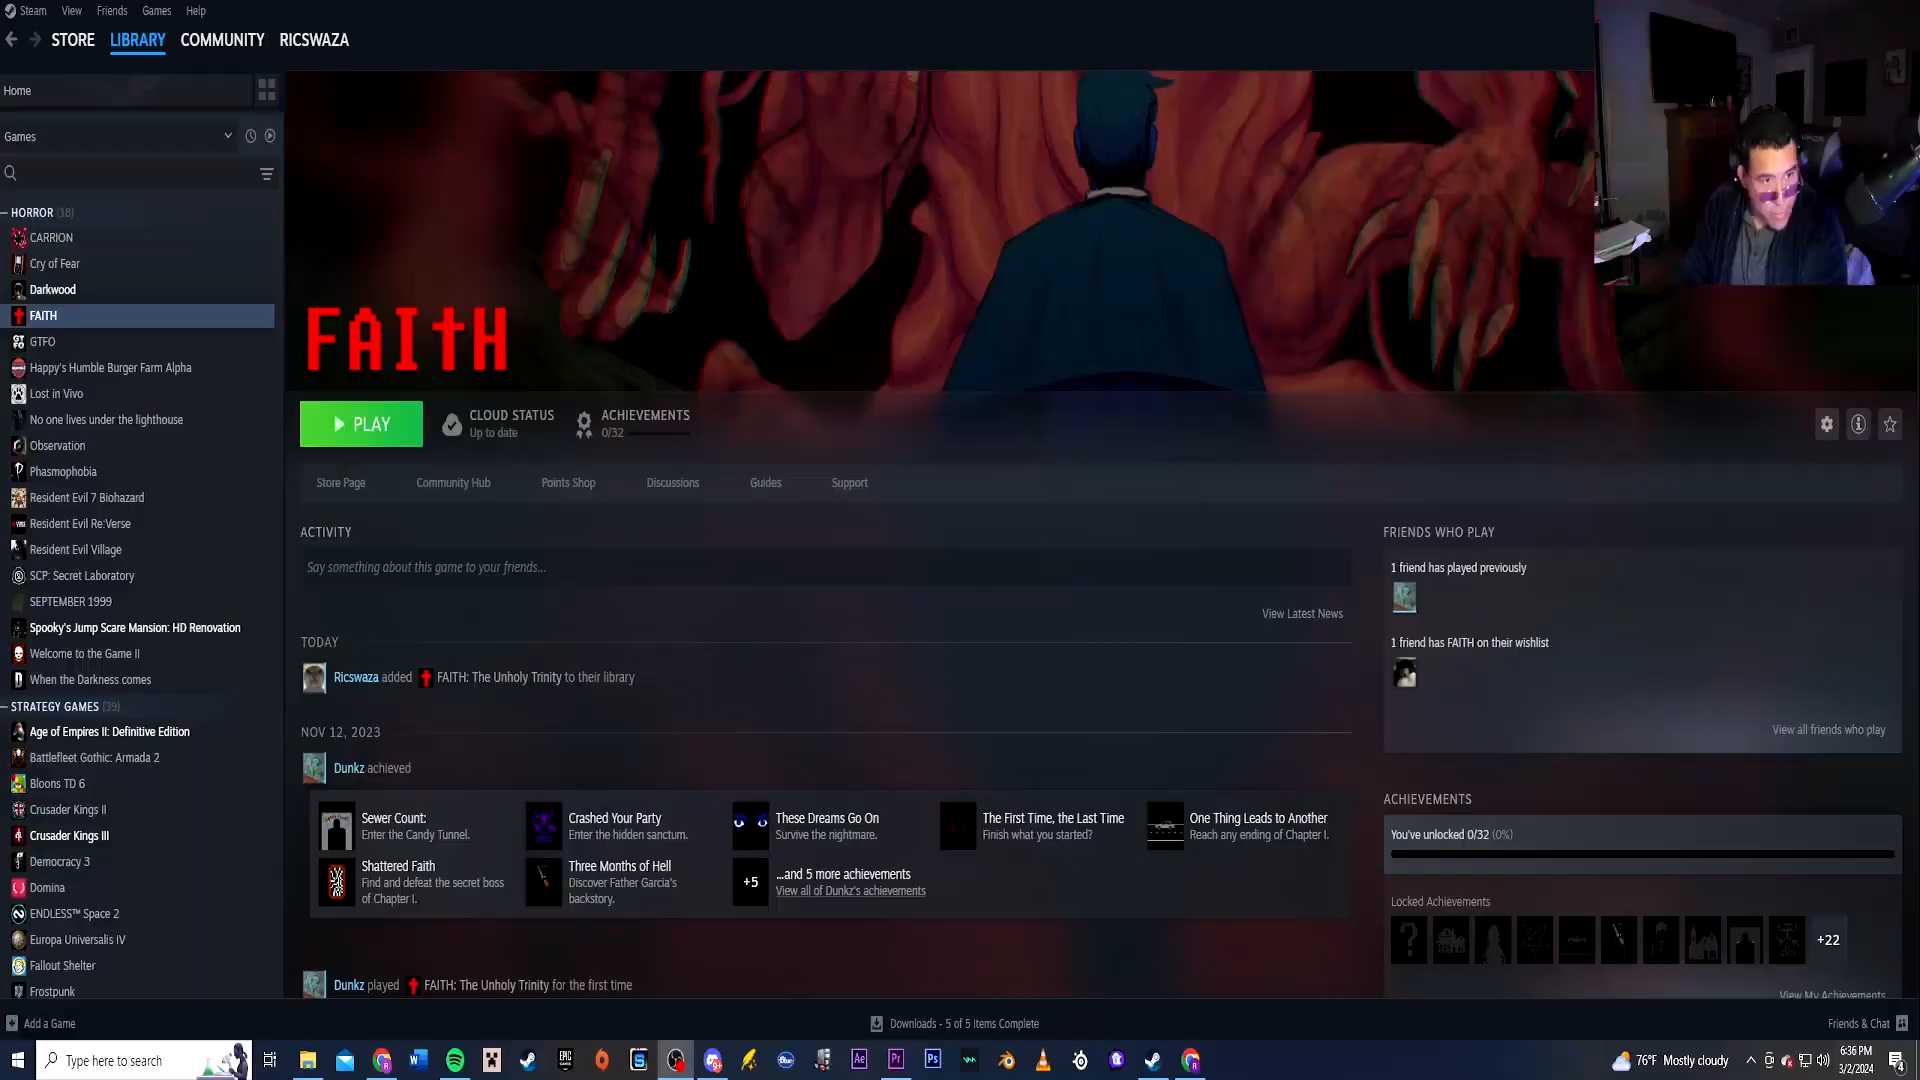 Steam View Friends Games Help
STORE LIBRARY COMMUNITY RICSWAZA
Home
Games
HORROR (18)
CARRION
Cry of Fear
Darkwood
FAITH
GTFO
Happy's Humble Burger Farm Alpha
Lost in Vivo
No one lives under the lighthouse
Observation
Phasmophobia
Resident Evil 7 Biohazard
Resident Evil Re:Verse
Resident Evil Village
SCP: Secret Laboratory
SEPTEMBER 1999
Spooky's Jump Scare Mansion: HD Renovation
Welcome to the Game II
When the Darkness comes
STRATEGY GAMES (39)
Age of Empires II: Definitive Edition
Battlefleet Gothic: Armada 2
Bloons TD 6
Crusader Kings II
Crusader Kings III
Democracy 3
Domina
ENDLESS™ Space 2
Europa Universalis IV
Fallout Shelter
Frostpunk
FAITH
PLAY
CLOUD STATUS
Up to date
ACHIEVEMENTS
0/32
Store Page Community Hub Points Shop Discussions Guides Support
ACTIVITY
Say something about this game to your friends...
View Latest News
TODAY
Ricswaza added FAITH: The Unholy Trinity to their library
NOV 12, 2023
Dunkz achieved
Sewer Count:
Enter the Candy Tunnel.
Crashed Your Party
Enter the hidden sanctum.
These Dreams Go On
Survive the nightmare.
The First Time, the Last Time
Finish what you started?
One Thing Leads to Another
Reach any ending of Chapter I.
Shattered Faith
Find and defeat the secret boss
of Chapter I.
Three Months of Hell
Discover Father Garcia's
backstory.
+5
...and 5 more achievements
View all of Dunkz's achievements
Dunkz played FAITH: The Unholy Trinity for the first time
FRIENDS WHO PLAY
1 friend has played previously
1 friend has FAITH on their wishlist
View all friends who play
ACHIEVEMENTS
You've unlocked 0/32 (0%)
Locked Achievements
+22
View My Achievements
Add a Game
Downloads - 5 of 5 Items Complete
Friends & Chat
Type here to search
76°F Mostly cloudy
6:36 PM
3/2/2024